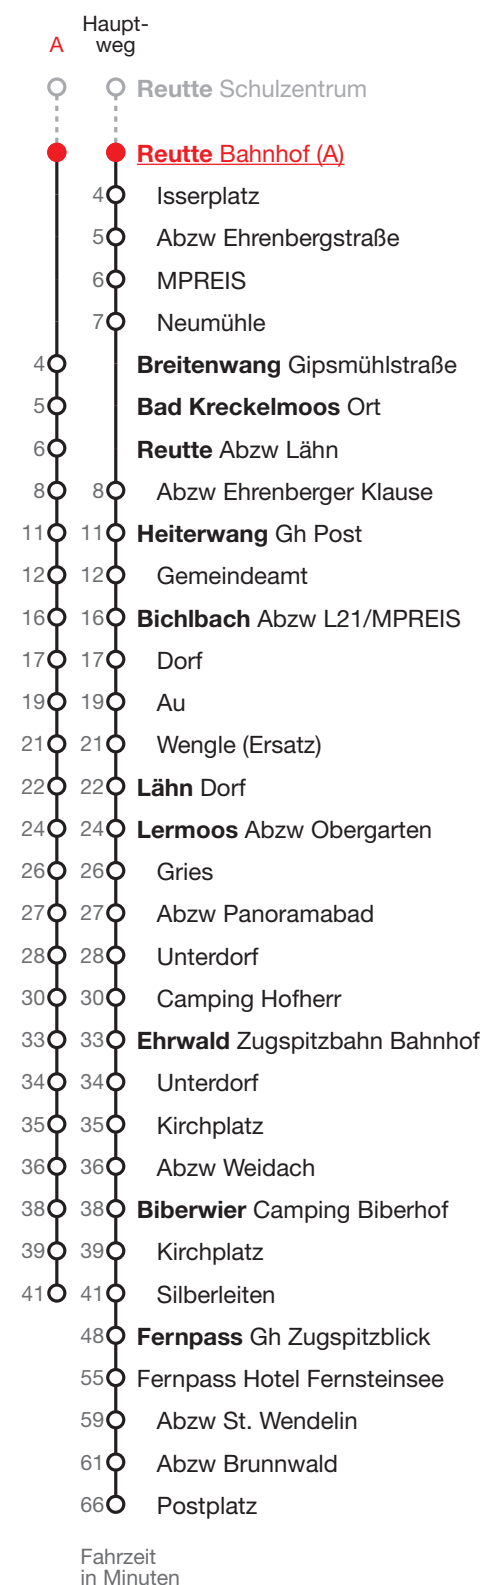 Haupt-
A weg
Reutte Schulzentrum
Reutte Bahnhof (A)
4 Isserplatz
5 Abzw Ehrenbergstraße
6 MPREIS
7 Neumühle
4 Breitenwang Gipsmühlstraße
5 Bad Kreckelmoos Ort
6 Reutte Abzw Lähn
8 8 Abzw Ehrenberger Klause
11 11 Heiterwang Gh Post
12 12 Gemeindeamt
16 16 Bichlbach Abzw L21/MPREIS
17 17 Dorf
19 19 Au
21 21 Wengle (Ersatz)
22 22 Lähn Dorf
24 24 Lermoos Abzw Obergarten
26 26 Gries
27 27 Abzw Panoramabad
28 28 Unterdorf
30 30 Camping Hofherr
33 33 Ehrwald Zugspitzbahn Bahnhof
34 34 Unterdorf
35 35 Kirchplatz
36 36 Abzw Weidach
38 38 Biberwier Camping Biberhof
39 39 Kirchplatz
41 41 Silberleiten
48 Fernpass Gh Zugspitzblick
55 Fernpass Hotel Fernsteinsee
59 Abzw St. Wendelin
61 Abzw Brunnwald
66 Postplatz
Fahrzeit
in Minuten